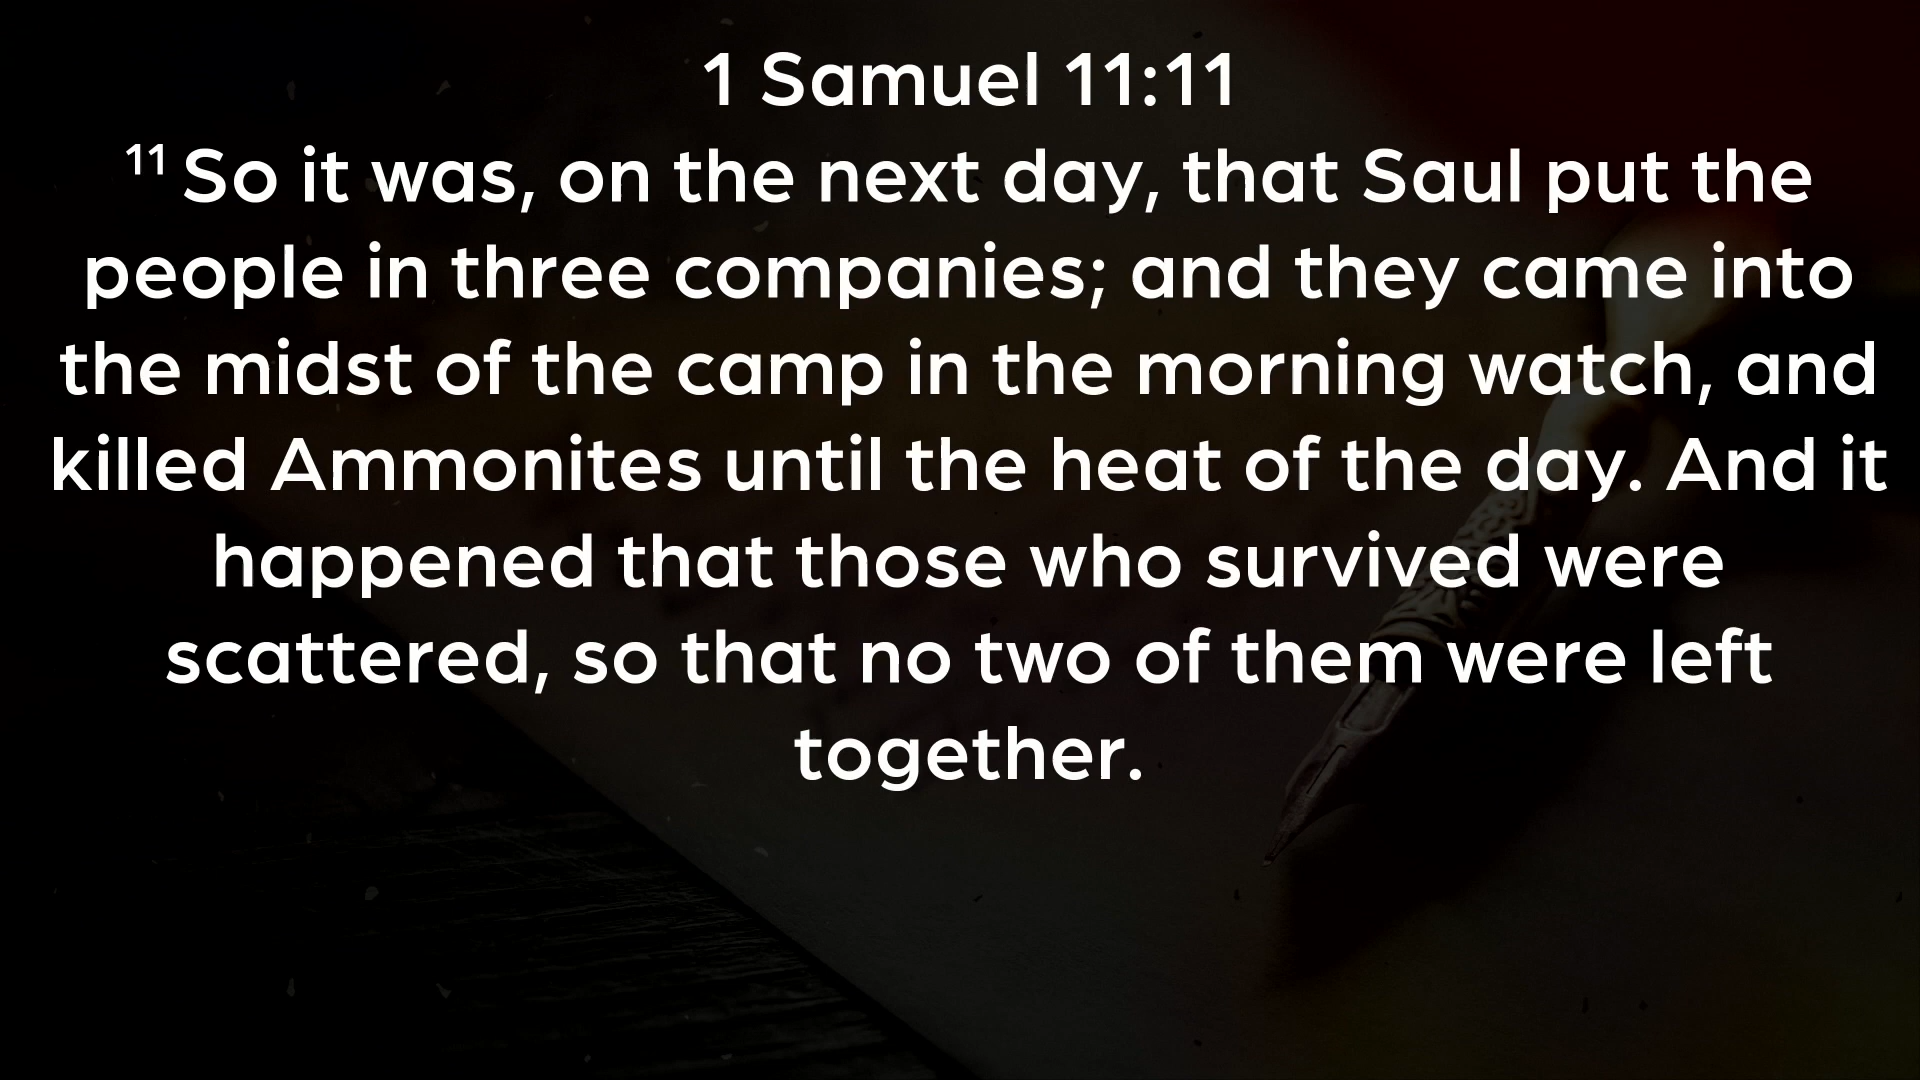 1 Samuel 11:11
11 So it was, on the next day, that Saul put the
people in three companies; and they came into
the midst of the camp in the morning watch, and
killed Ammonites until the heat of the day. And it
happened that those who survived were
scattered, so that no two of them were left
together.